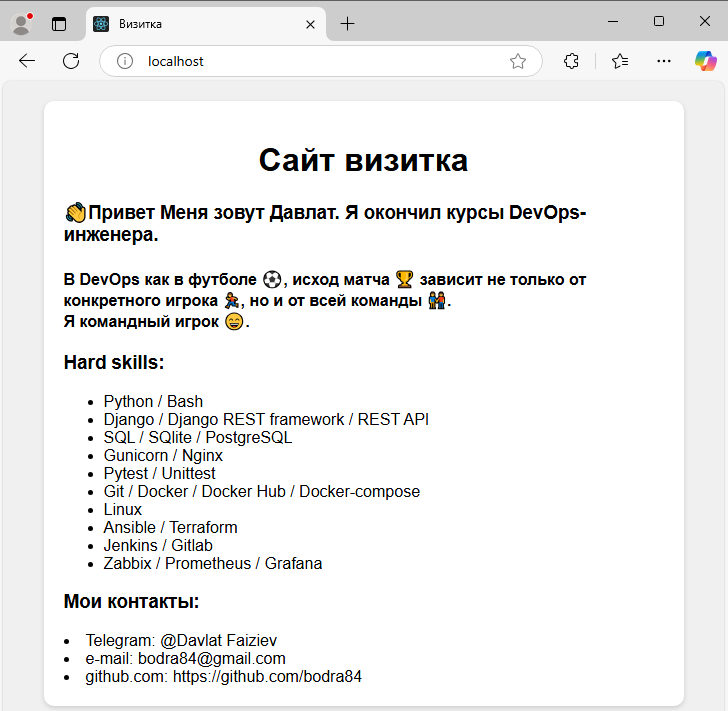 Визитка
localhost
Сайт визитка
👋Привет Меня зовут Давлат. Я окончил курсы DevOps-
инженера.
В DevOps как в футболе ⚽, исход матча 🏆 зависит не только от
конкретного игрока 🏃, но и от всей команды 👬.
Я командный игрок 😄.
Hard skills:
• Python / Bash
• Django / Django REST framework / REST API
• SQL / SQlite / PostgreSQL
• Gunicorn / Nginx
• Pytest / Unittest
• Git / Docker / Docker Hub / Docker-compose
• Linux
• Ansible / Terraform
• Jenkins / Gitlab
• Zabbix / Prometheus / Grafana
Мои контакты:
• Telegram: @Davlat Faiziev
• e-mail: bodra84@gmail.com
• github.com: https://github.com/bodra84